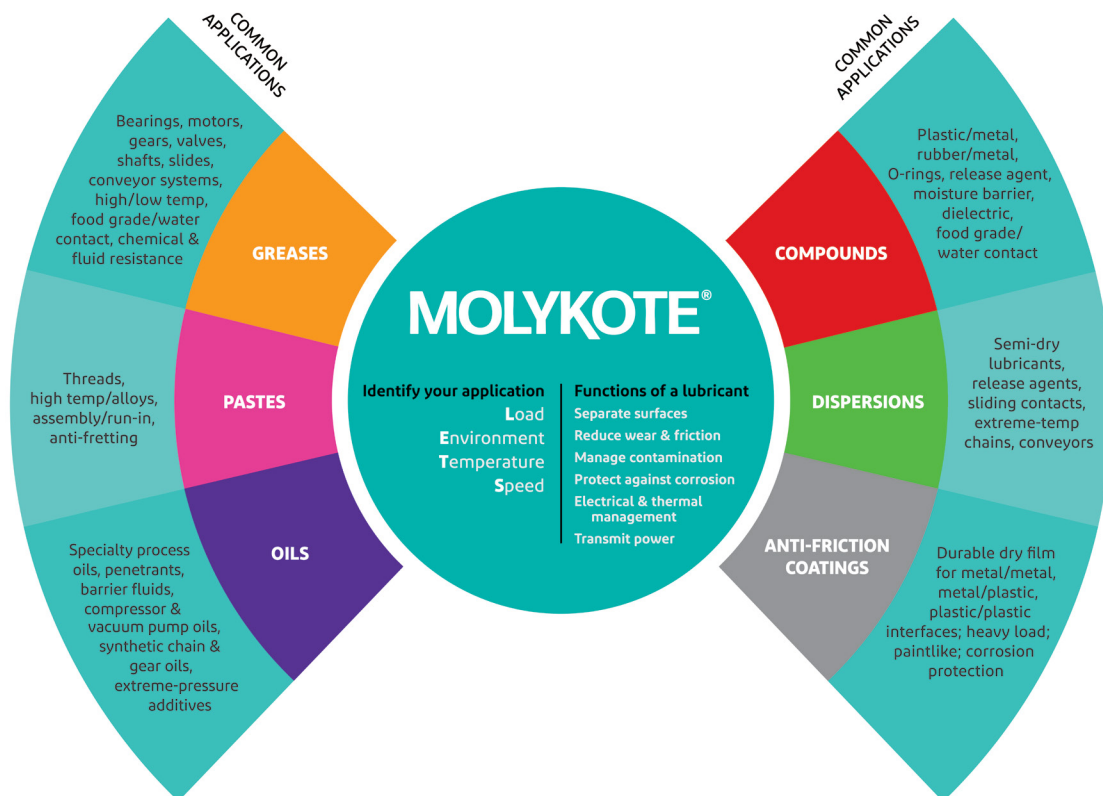 COMMON
APPLICATIONS
Bearings, motors,
gears, valves,
shafts, slides,
conveyor systems,
high/low temp,
food grade/water
contact, chemical &
fluid resistance
GREASES
Threads,
high temp/alloys,
assembly/run-in,
anti-fretting
PASTES
Specialty process
oils, penetrants,
barrier fluids,
compressor &
vacuum pump oils,
synthetic chain &
gear oils,
extreme-pressure
additives
OILS
MOLYKOTE®
Identify your application
Load
Environment
Temperature
Speed
Functions of a lubricant
Separate surfaces
Reduce wear & friction
Manage contamination
Protect against corrosion
Electrical & thermal
management
Transmit power
COMMON
APPLICATIONS
COMPOUNDS
Plastic/metal,
rubber/metal,
O-rings, release agent,
moisture barrier,
dielectric,
food grade/
water contact
DISPERSIONS
Semi-dry
lubricants,
release agents,
sliding contacts,
extreme-temp
chains, conveyors
ANTI-FRICTION
COATINGS
Durable dry film
for metal/metal,
metal/plastic,
plastic/plastic
interfaces; heavy load;
paintlike; corrosion
protection